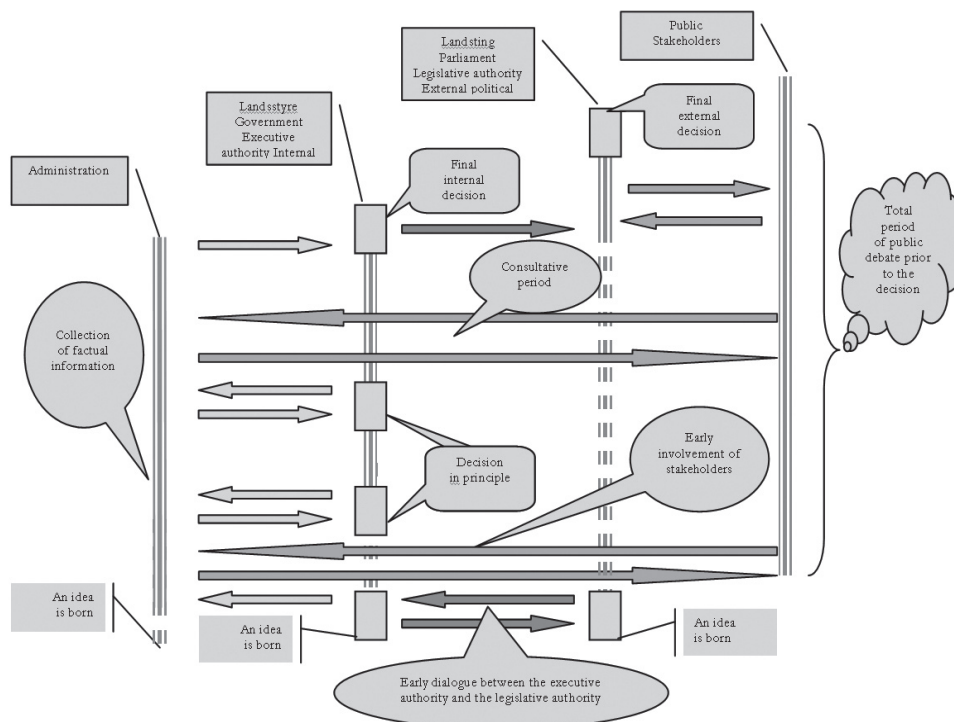 Public
Stakeholders
Landsting
Parliament
Legislative authority
External political
Landsstyre
Government
Executive
authority Internal
Administration
Final
external
decision
Final
internal
decision
Total
period
of public
debate prior
to the
decision
Consultative
period
Collection
of factual
information
Early
involvement of
stakeholders
Decision
in principle
An idea
is born
An idea
is born
An idea
is born
Early dialogue between the executive
authority and the legislative authority